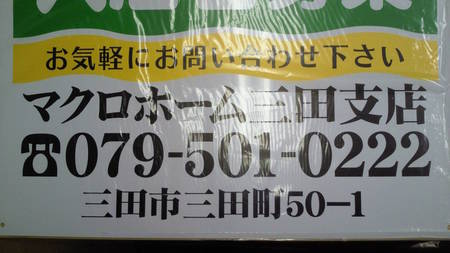 お気軽にお問い合わせ下さい
マクロホーム三田支店
☎079-501-0222
三田市三田町50-1